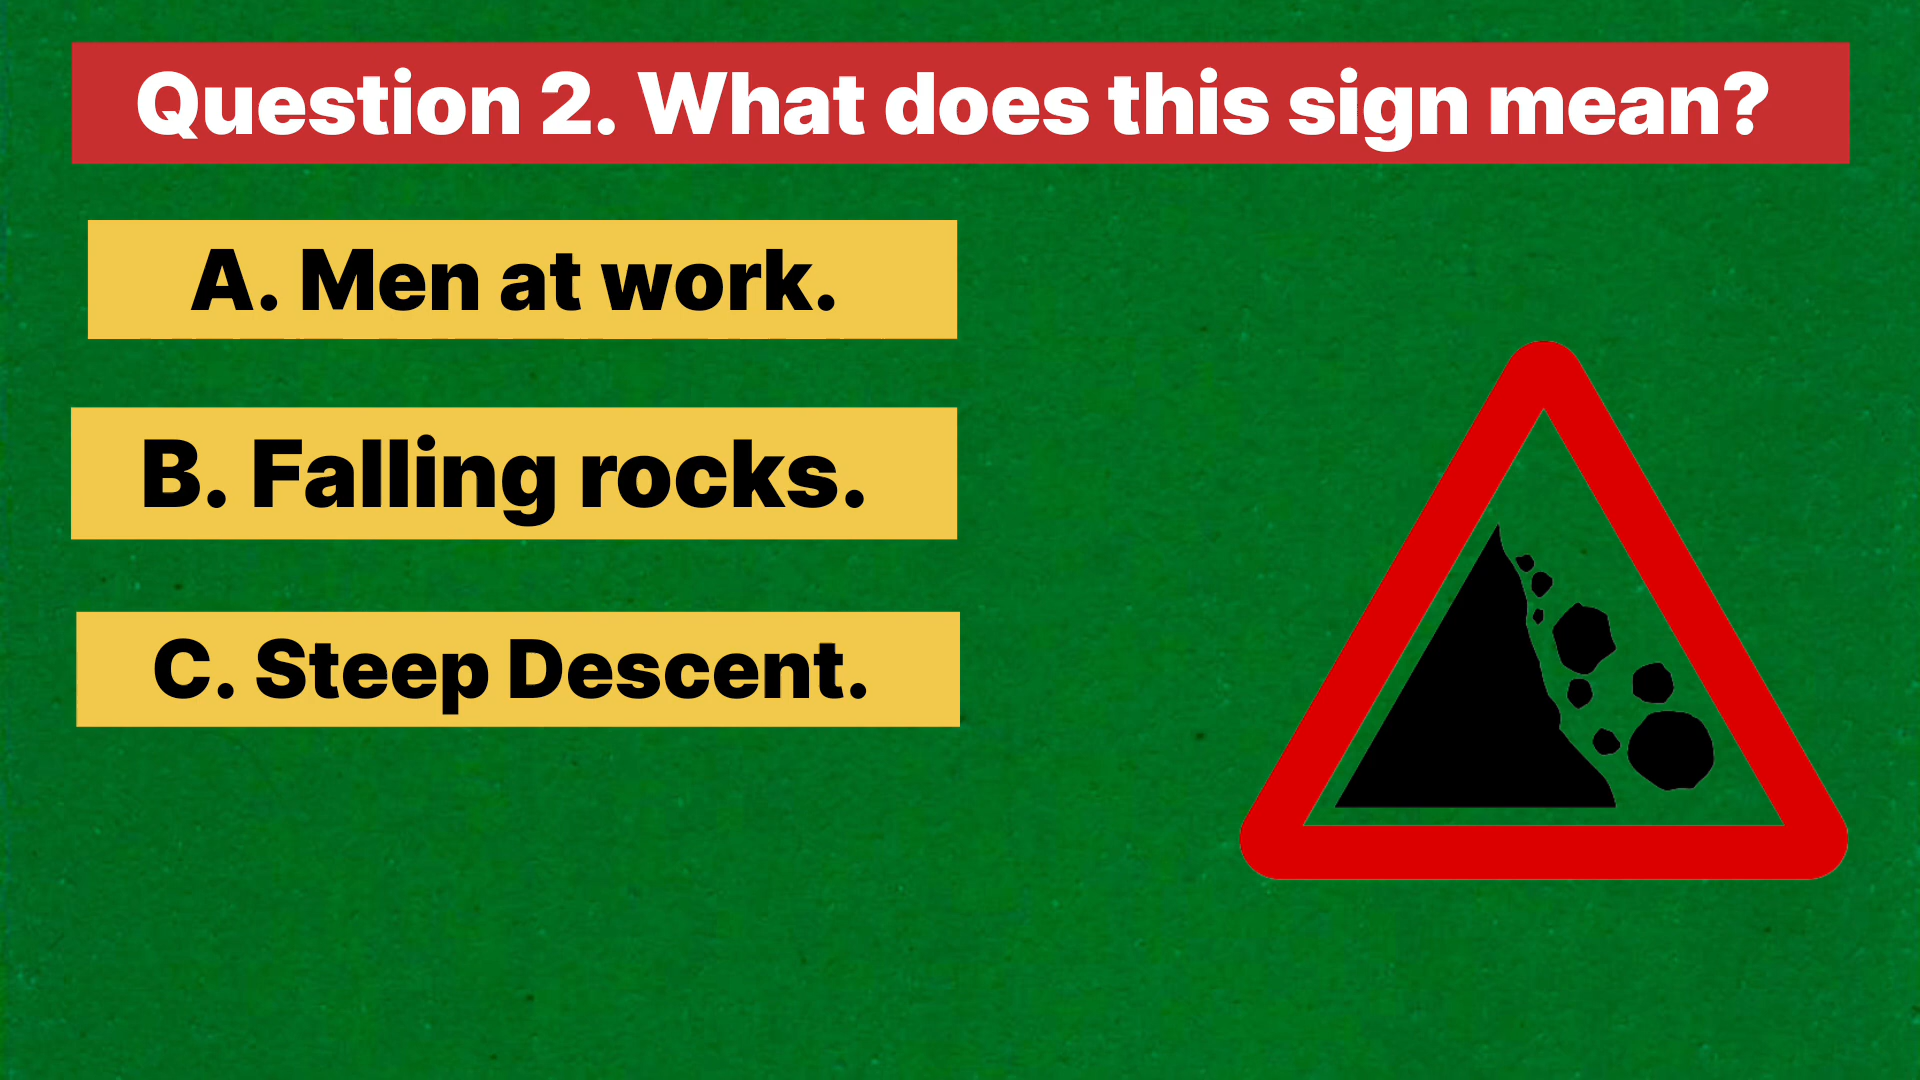 Question 2. What does this sign mean?
A. Men at work.
B. Falling rocks.
C. Steep Descent.